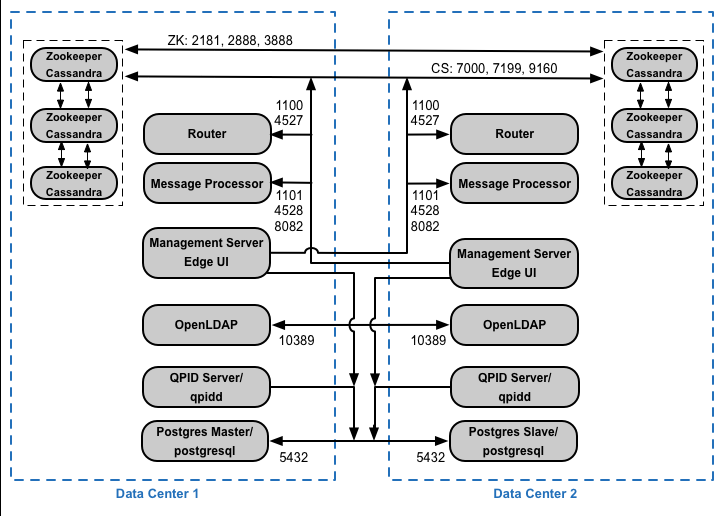 ZK: 2181, 2888, 3888
CS: 7000, 7199, 9160
Zookeeper
Cassandra
Zookeeper
Cassandra
Zookeeper
Cassandra
Zookeeper
Cassandra
Zookeeper
Cassandra
Zookeeper
Cassandra
1100
4527
Router
1100
4527
Router
Message Processor
1101
4528
8082
Message Processor
1101
4528
8082
Management Server
Edge UI
Management Server
Edge UI
OpenLDAP
10389
10389
OpenLDAP
QPID Server/
qpidd
QPID Server/
qpidd
Postgres Master/
postgresql
5432
5432
Postgres Slave/
postgresql
Data Center 1
Data Center 2